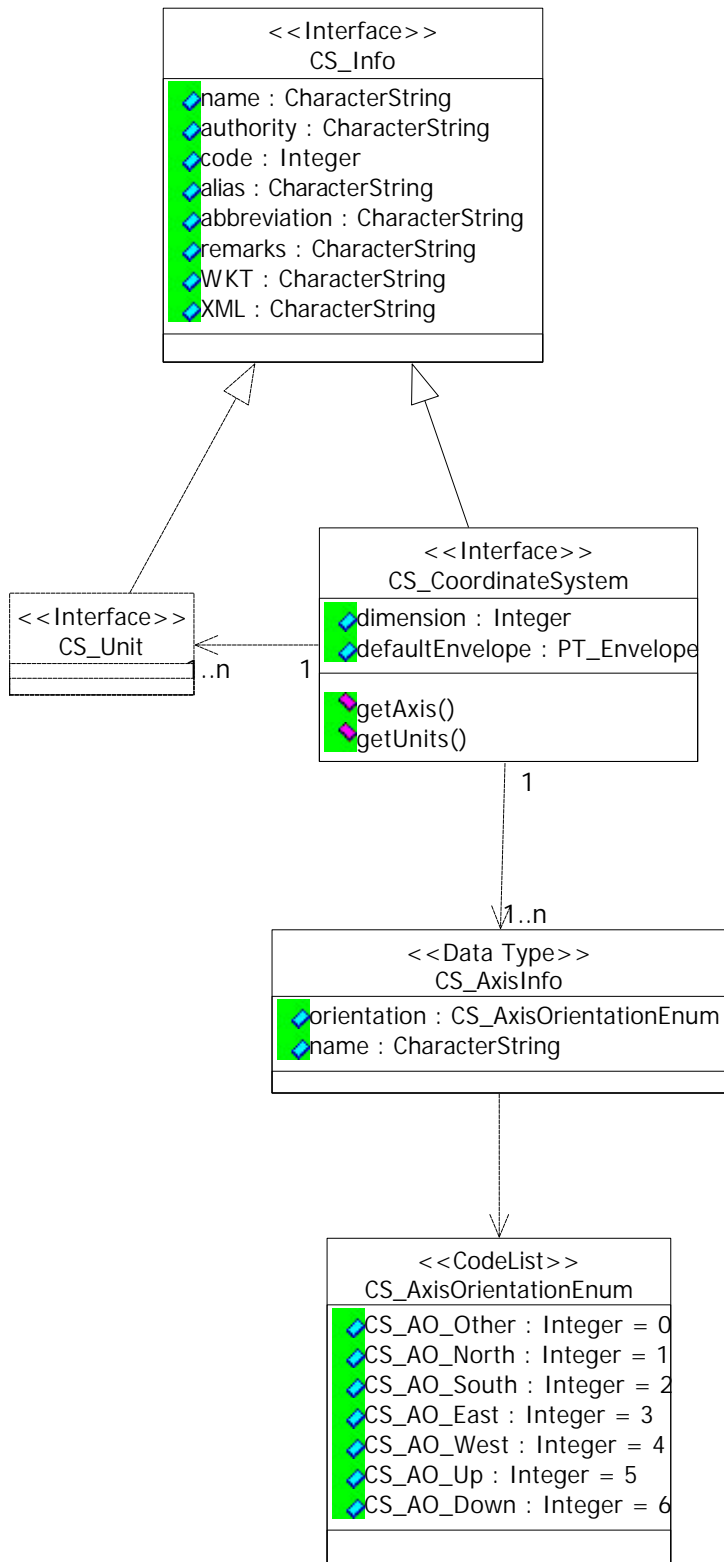 <<Interface>>
CS_Info
name : CharacterString
authority : CharacterString
code : Integer
alias : CharacterString
abbreviation : CharacterString
remarks : CharacterString
WKT : CharacterString
XML : CharacterString
<<Interface>>
CS_CoordinateSystem
dimension : Integer
defaultEnvelope : PT_Envelope
getAxis()
getUnits()
<<Interface>>
CS_Unit
1..n
1
1
1..n
<<Data Type>>
CS_AxisInfo
orientation : CS_AxisOrientationEnum
name : CharacterString
<<CodeList>>
CS_AxisOrientationEnum
CS_AO_Other : Integer = 0
CS_AO_North : Integer = 1
CS_AO_South : Integer = 2
CS_AO_East : Integer = 3
CS_AO_West : Integer = 4
CS_AO_Up : Integer = 5
CS_AO_Down : Integer = 6